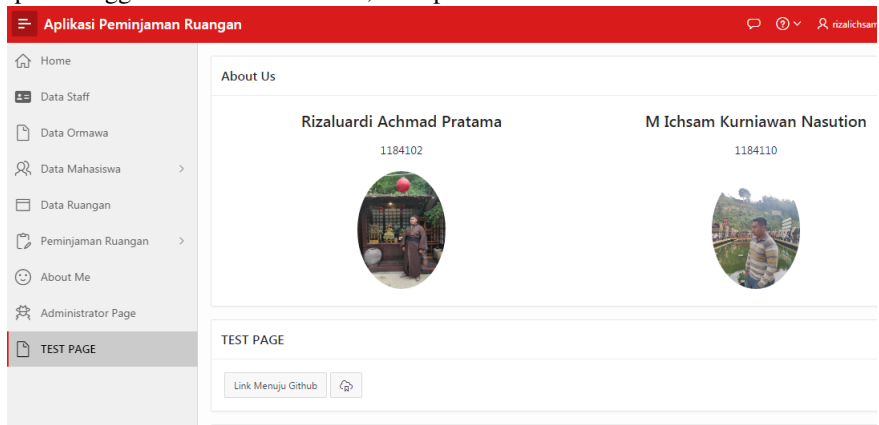 Aplikasi Peminjaman Ruangan
rizalichsam
Home
Data Staff
Data Ormawa
Data Mahasiswa
Data Ruangan
Peminjaman Ruangan
About Me
Administrator Page
TEST PAGE
About Us
Rizaluardi Achmad Pratama
1184102
M Ichsam Kurniawan Nasution
1184110
TEST PAGE
Link Menuju Github